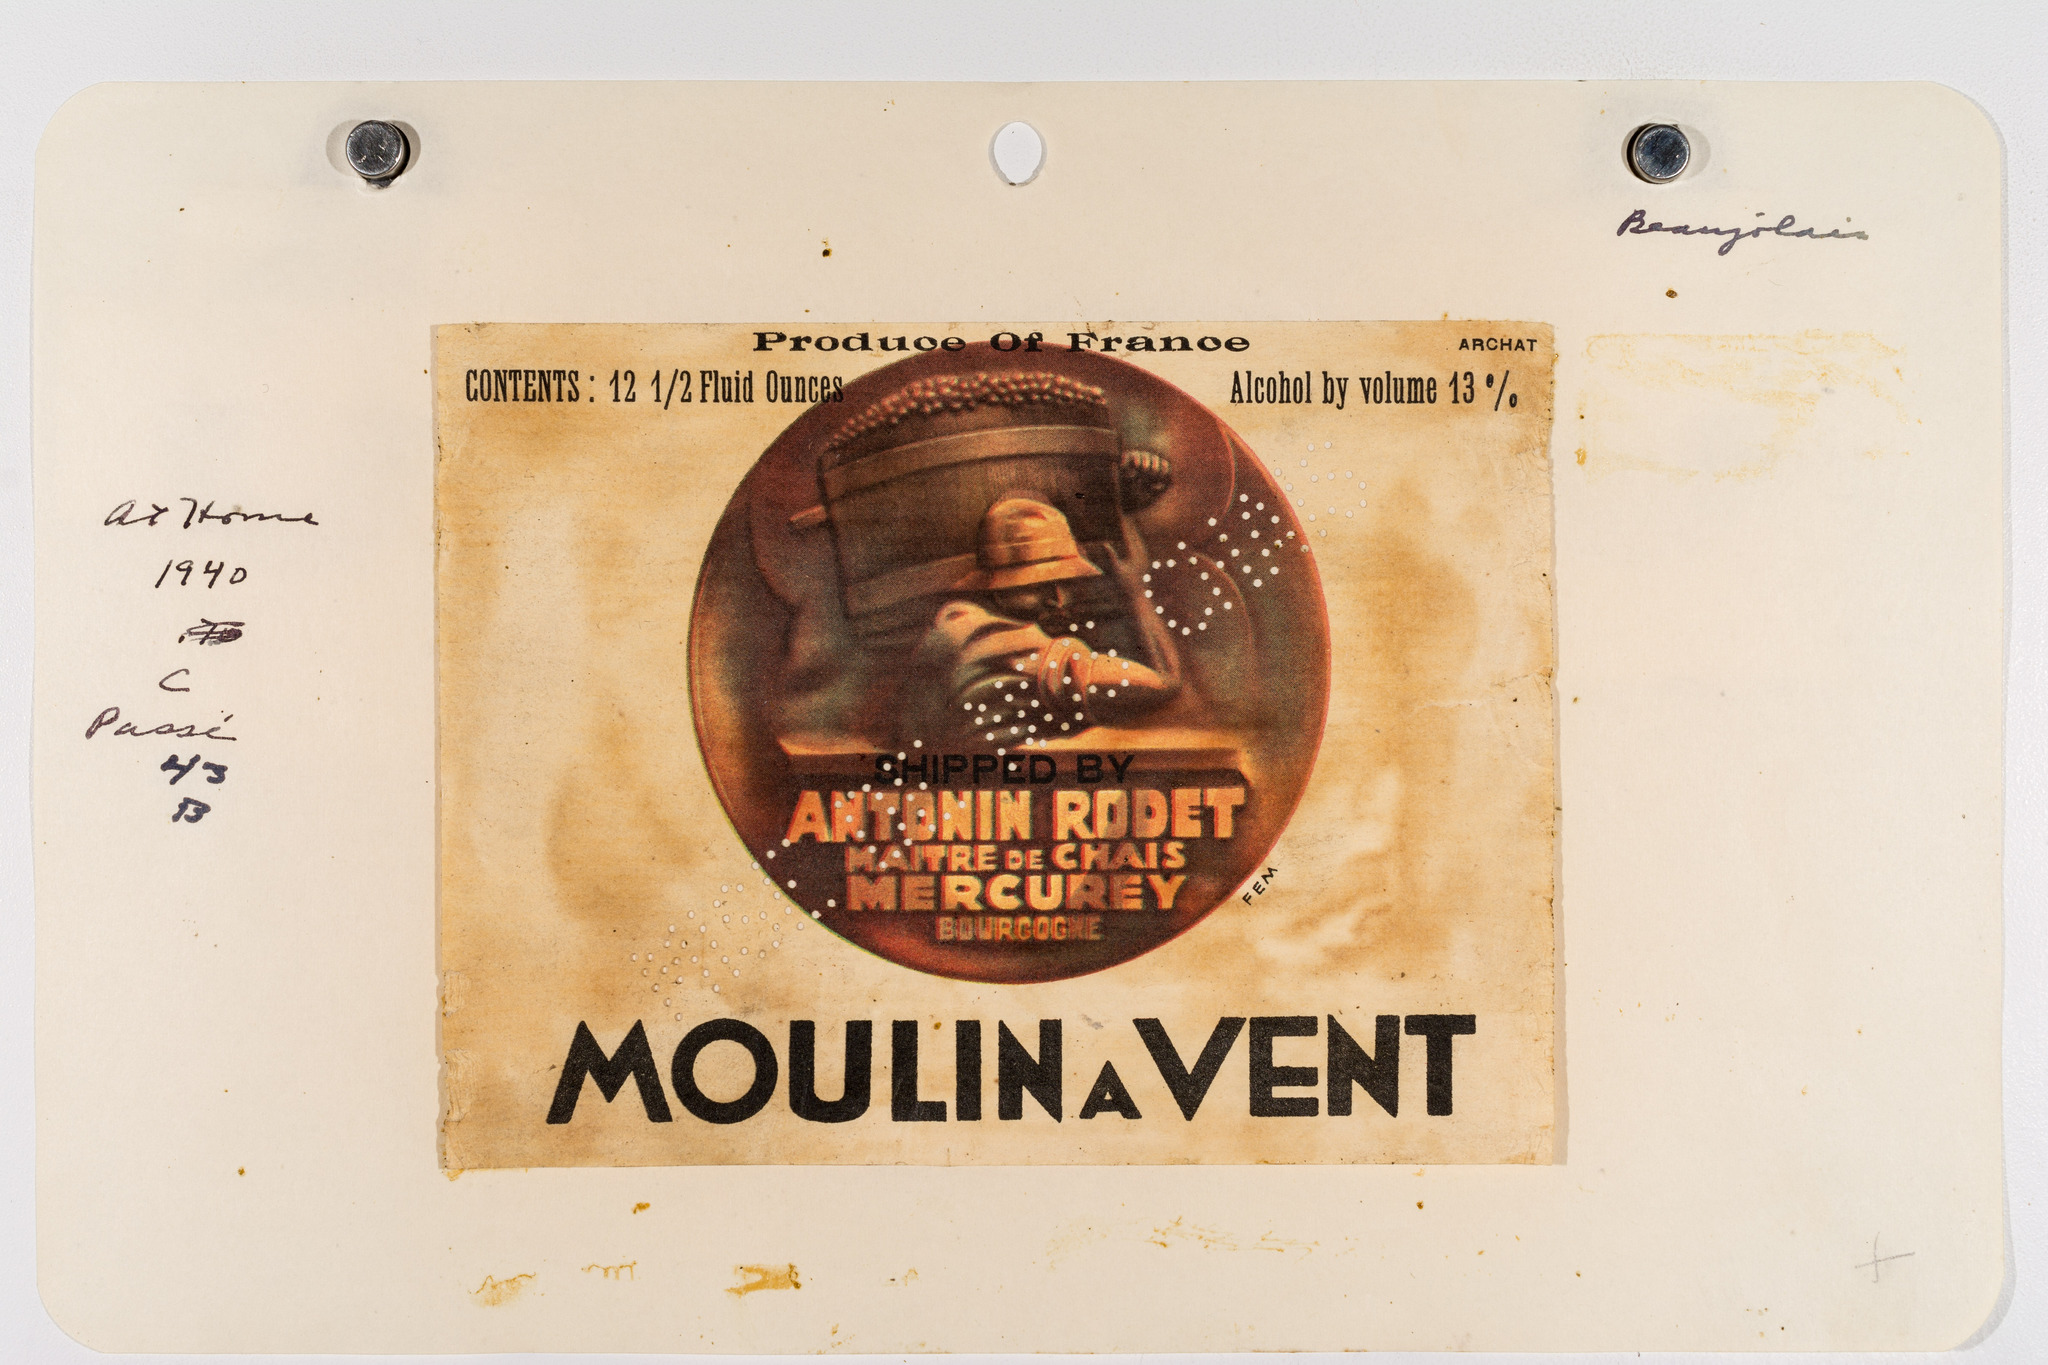 Beaujolais
Produce Of France
ARCHAT
CONTENTS : 12 1/2 Fluid Ounces
Alcohol by volume 13 %
At Home
1940
C
Passé
43
B
SHIPPED BY
ANTONIN RODET
MAITRE DE CHAIS
MERCUREY
BOURGOGNE
FEM
MOULIN A VENT